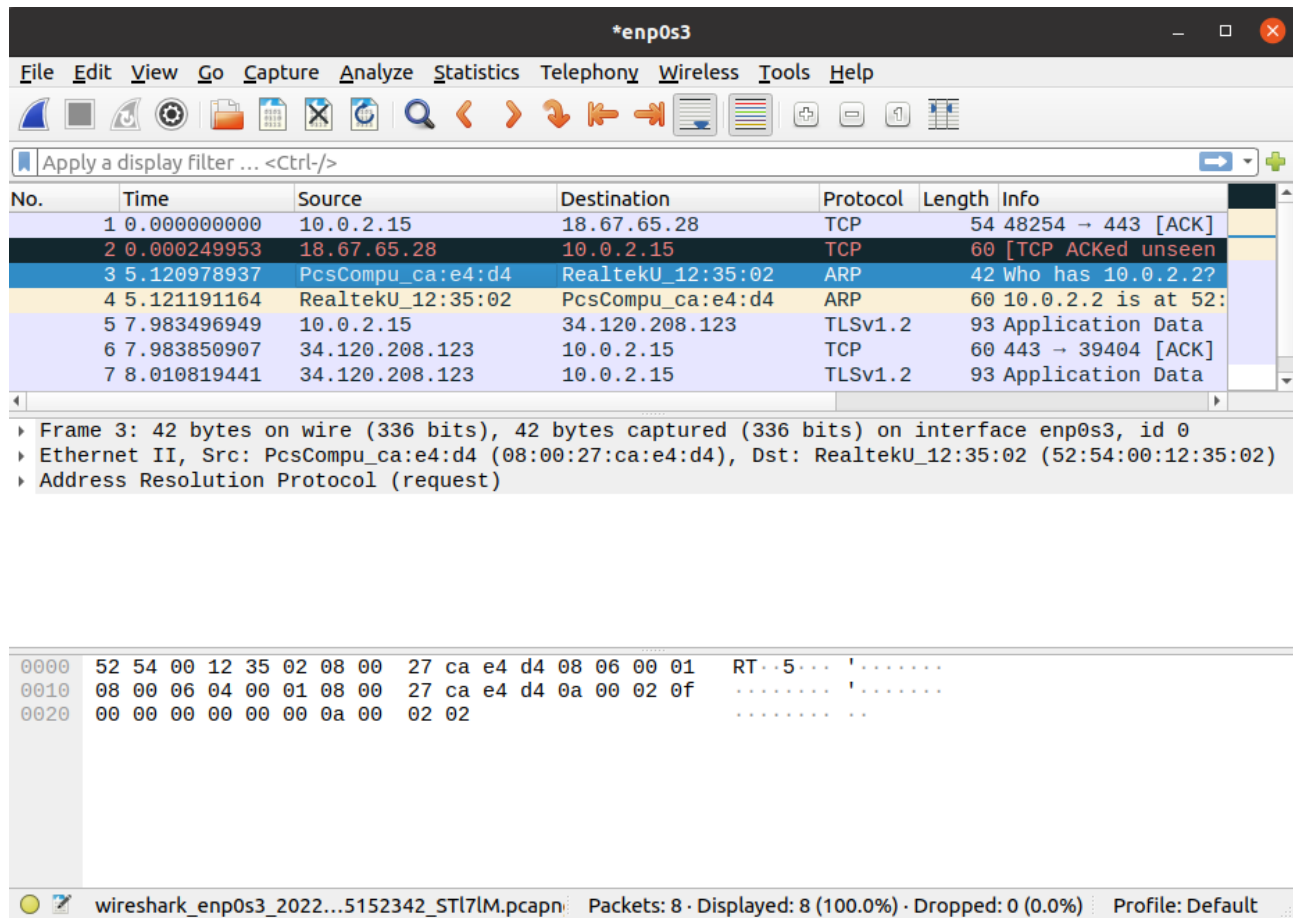 *enp0s3
File Edit View Go Capture Analyze Statistics Telephony Wireless Tools Help
Apply a display filter … <Ctrl-/>
No. Time Source Destination Protocol Length Info
1 0.000000000 10.0.2.15 18.67.65.28 TCP 54 48254 → 443 [ACK]
2 0.000249953 18.67.65.28 10.0.2.15 TCP 60 [TCP ACKed unseen
3 5.120978937 PcsCompu_ca:e4:d4 RealtekU_12:35:02 ARP 42 Who has 10.0.2.2?
4 5.121191164 RealtekU_12:35:02 PcsCompu_ca:e4:d4 ARP 60 10.0.2.2 is at 52:
5 7.983496949 10.0.2.15 34.120.208.123 TLSv1.2 93 Application Data
6 7.983850907 34.120.208.123 10.0.2.15 TCP 60 443 → 39404 [ACK]
7 8.010819441 34.120.208.123 10.0.2.15 TLSv1.2 93 Application Data
Frame 3: 42 bytes on wire (336 bits), 42 bytes captured (336 bits) on interface enp0s3, id 0
Ethernet II, Src: PcsCompu_ca:e4:d4 (08:00:27:ca:e4:d4), Dst: RealtekU_12:35:02 (52:54:00:12:35:02)
Address Resolution Protocol (request)
0000 52 54 00 12 35 02 08 00 27 ca e4 d4 08 06 00 01 RT··5··· '·······
0010 08 00 06 04 00 01 08 00 27 ca e4 d4 0a 00 02 0f ········ '·······
0020 00 00 00 00 00 00 0a 00 02 02 ········ ··
wireshark_enp0s3_2022…5152342_STl7lM.pcapn Packets: 8 · Displayed: 8 (100.0%) · Dropped: 0 (0.0%) Profile: Default